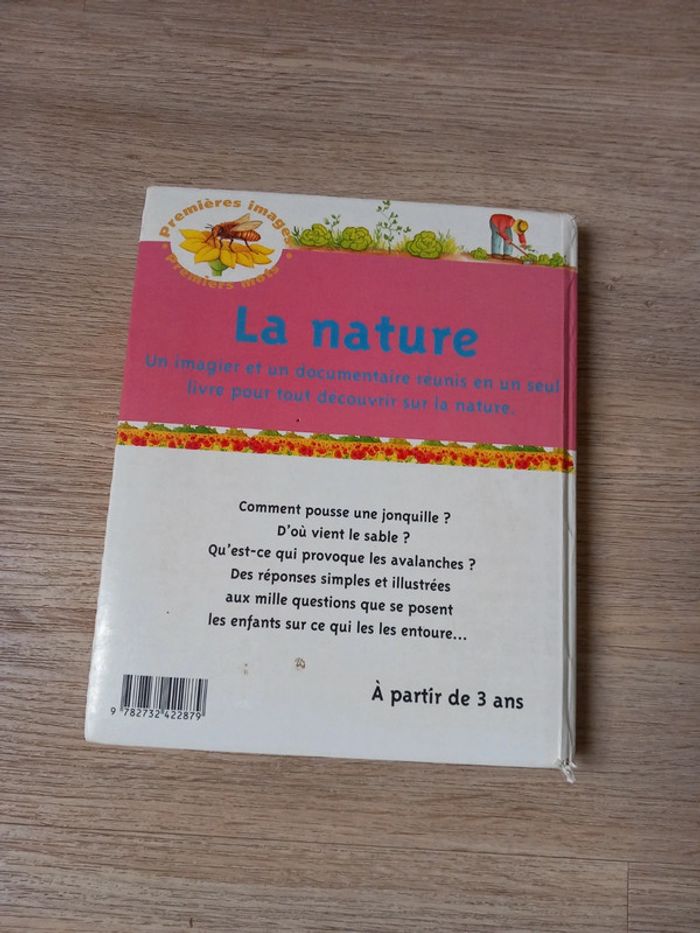 Premières images
• Premiers mots •
La nature
Un imagier et un documentaire réunis en un seul
livre pour tout découvrir sur la nature.
Comment pousse une jonquille ?
D'où vient le sable ?
Qu'est-ce qui provoque les avalanches ?
Des réponses simples et illustrées
aux mille questions que se posent
les enfants sur ce qui les les entoure...
À partir de 3 ans
9 782732 422879